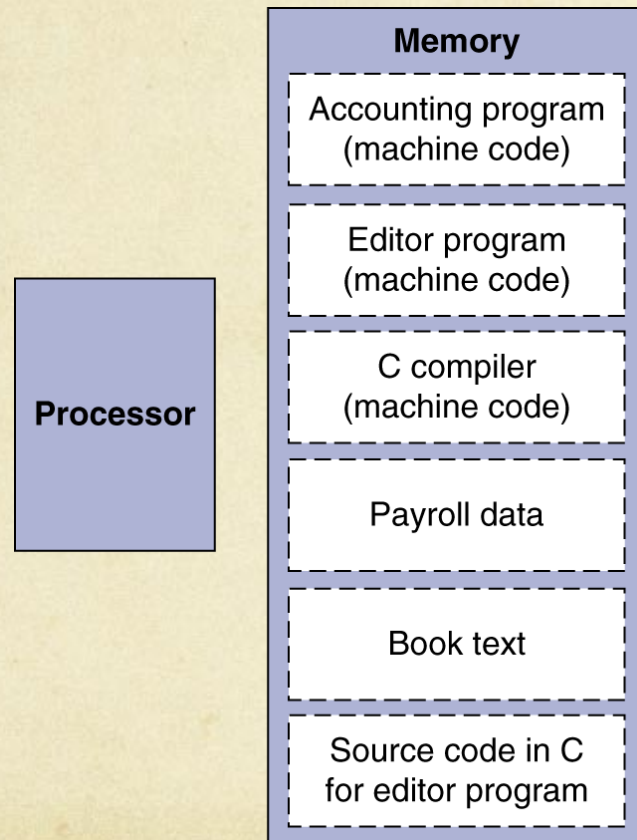 Memory
Accounting program
(machine code)
Editor program
(machine code)
C compiler
(machine code)
Processor
Payroll data
Book text
Source code in C
for editor program